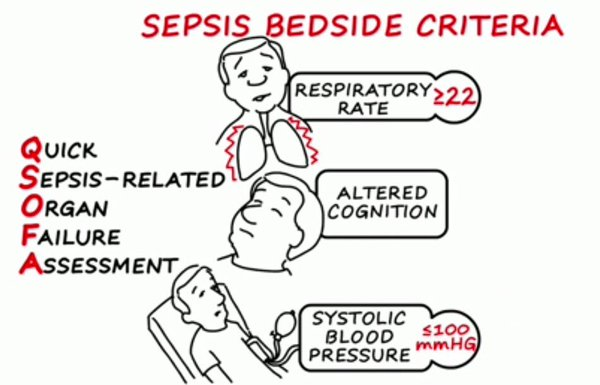 SEPSIS BEDSIDE CRITERIA
RESPIRATORY
RATE
≥22
QUICK
SEPSIS-RELATED
ORGAN
FAILURE
ASSESSMENT
ALTERED
COGNITION
SYSTOLIC
BLOOD
PRESSURE
≤100
mmHG